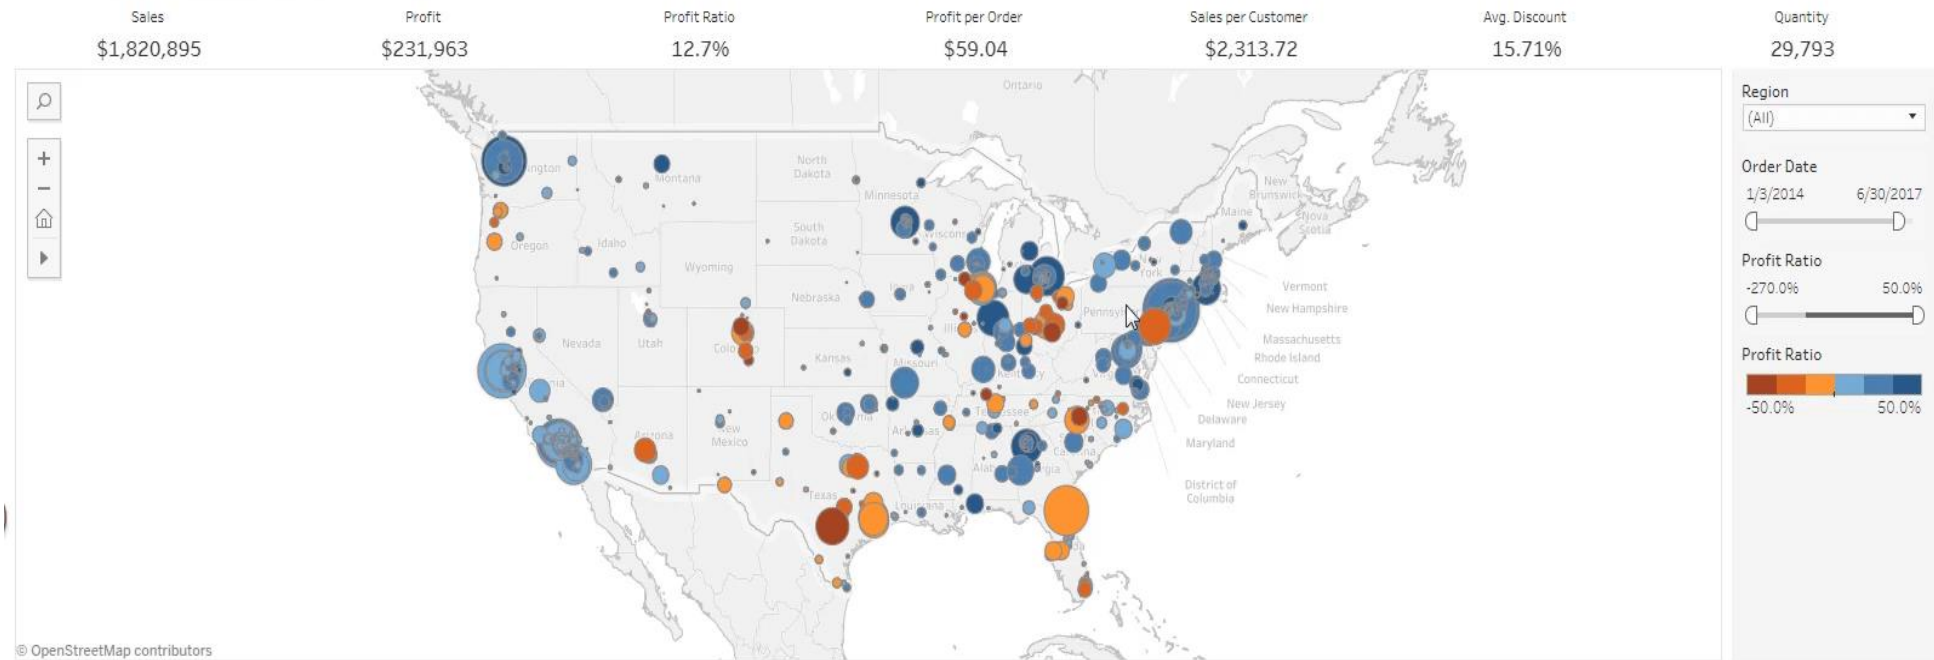 Sales
Profit
Profit Ratio
Profit per Order
Sales per Customer
Avg. Discount
Quantity
$1,820,895
$231,963
12.7%
$59.04
$2,313.72
15.71%
29,793
Region
(All)
Order Date
1/3/2014
6/30/2017
Profit Ratio
-270.0%
50.0%
Profit Ratio
-50.0%
50.0%
Ontario
North
Dakota
Montana
Minnesota
New
Brunswick
Maine
Nova
Scotia
South
Dakota
Oregon
Idaho
Wyoming
Nebraska
Vermont
New Hampshire
Massachusetts
Rhode Island
Connecticut
New Jersey
Delaware
Maryland
District of
Columbia
Nevada
Utah
Kansas
Missouri
Arizona
New
Mexico
Texas
Louisiana
+
−
© OpenStreetMap contributors